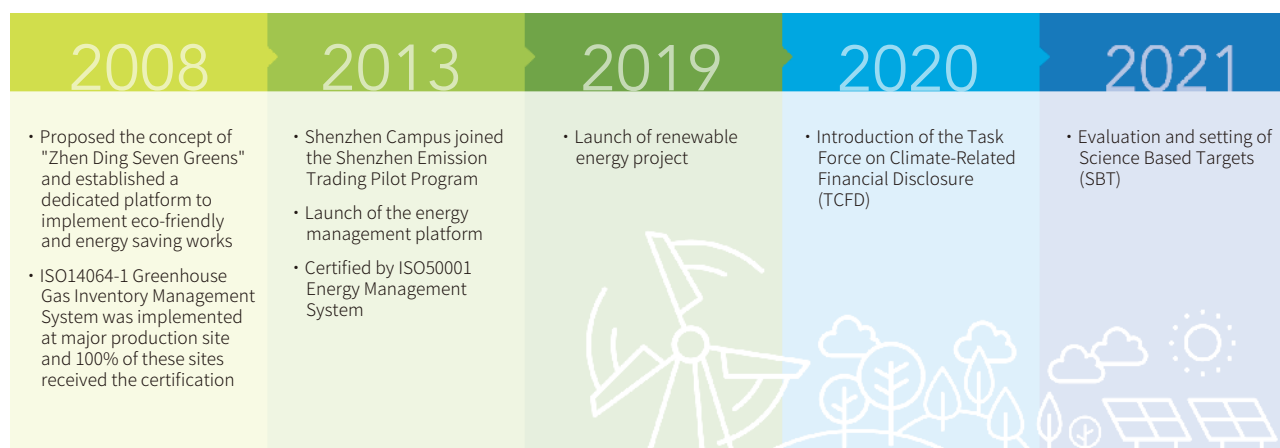 2008
・Proposed the concept of
"Zhen Ding Seven Greens"
and established a
dedicated platform to
implement eco-friendly
and energy saving works
・ISO14064-1 Greenhouse
Gas Inventory Management
System was implemented
at major production site
and 100% of these sites
received the certification
2013
・Shenzhen Campus joined
the Shenzhen Emission
Trading Pilot Program
・Launch of the energy
management platform
・Certified by ISO50001
Energy Management
System
2019
・Launch of renewable
energy project
2020
・Introduction of the Task
Force on Climate-Related
Financial Disclosure
(TCFD)
2021
・Evaluation and setting of
Science Based Targets
(SBT)